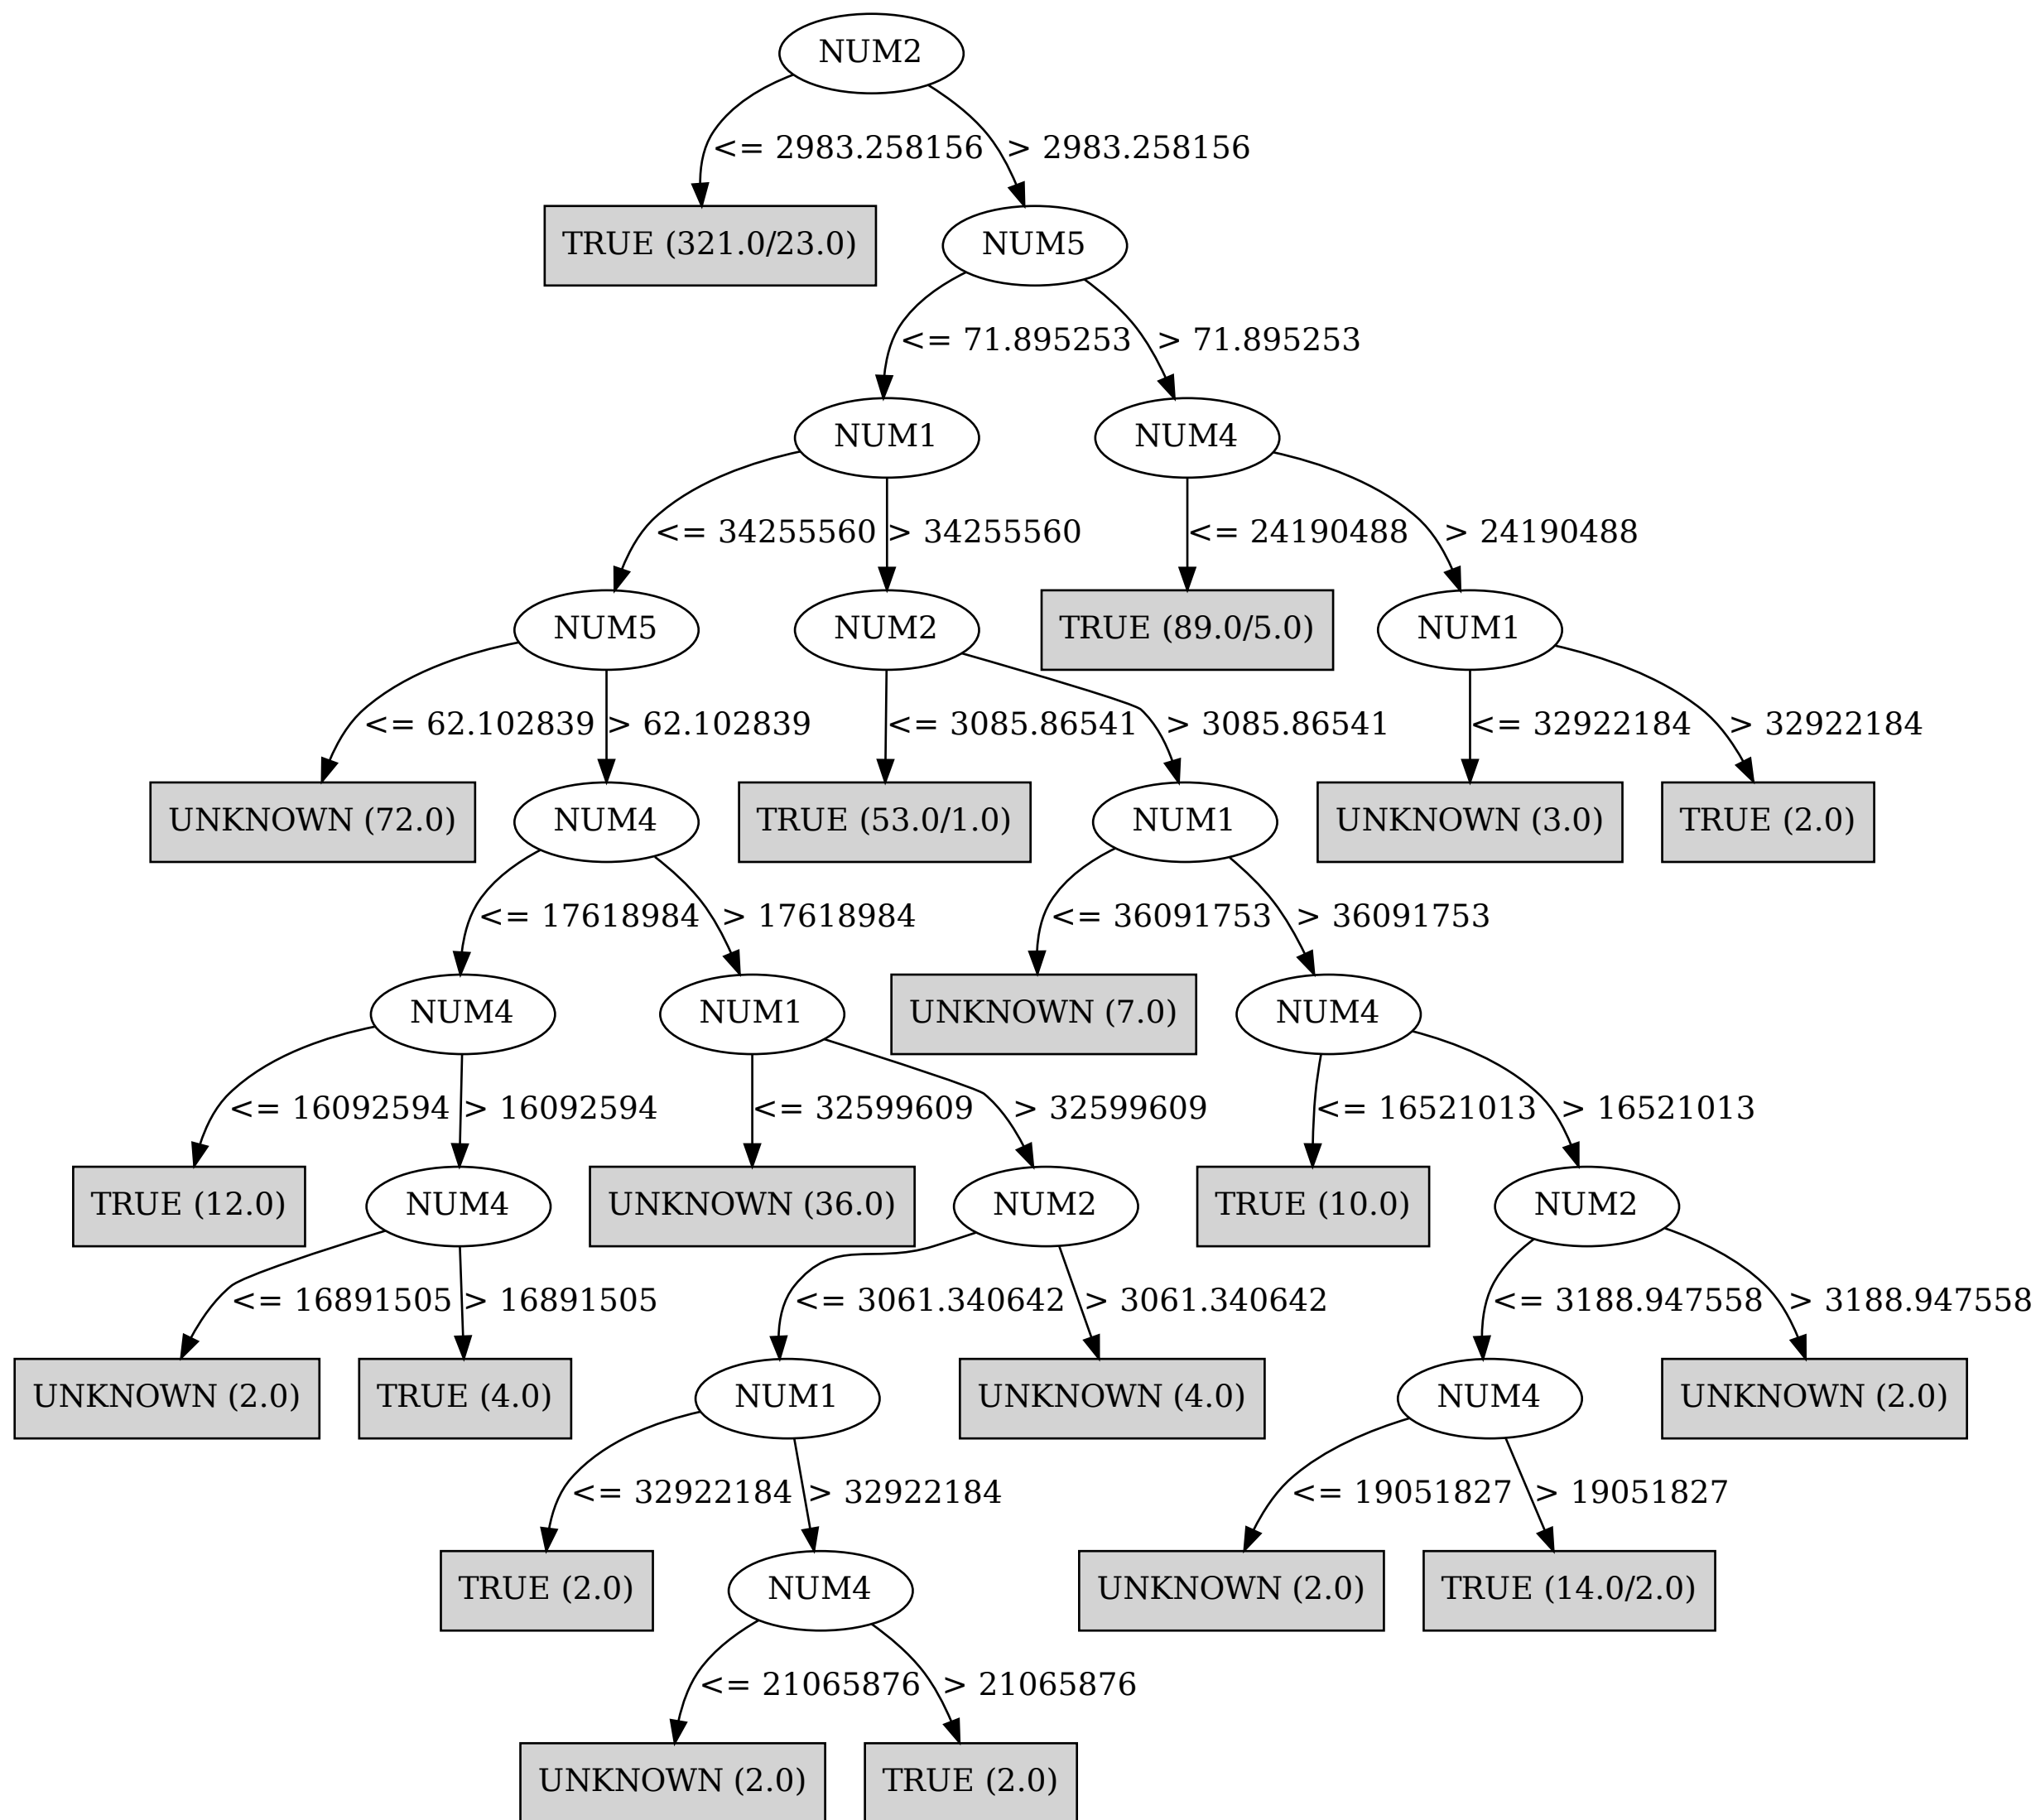 NUM2
<= 2983.258156
> 2983.258156
TRUE (321.0/23.0)
NUM5
<= 71.895253
> 71.895253
NUM1
NUM4
<= 34255560
> 34255560
<= 24190488
> 24190488
NUM5
NUM2
TRUE (89.0/5.0)
NUM1
<= 62.102839
> 62.102839
<= 3085.86541
> 3085.86541
<= 32922184
> 32922184
UNKNOWN (72.0)
NUM4
TRUE (53.0/1.0)
NUM1
UNKNOWN (3.0)
TRUE (2.0)
<= 17618984
> 17618984
<= 36091753
> 36091753
NUM4
NUM1
UNKNOWN (7.0)
NUM4
<= 16092594
> 16092594
<= 32599609
> 32599609
<= 16521013
> 16521013
TRUE (12.0)
NUM4
UNKNOWN (36.0)
NUM2
TRUE (10.0)
NUM2
<= 16891505
> 16891505
<= 3061.340642
> 3061.340642
<= 3188.947558
> 3188.947558
UNKNOWN (2.0)
TRUE (4.0)
NUM1
UNKNOWN (4.0)
NUM4
UNKNOWN (2.0)
<= 32922184
> 32922184
<= 19051827
> 19051827
TRUE (2.0)
NUM4
UNKNOWN (2.0)
TRUE (14.0/2.0)
<= 21065876
> 21065876
UNKNOWN (2.0)
TRUE (2.0)